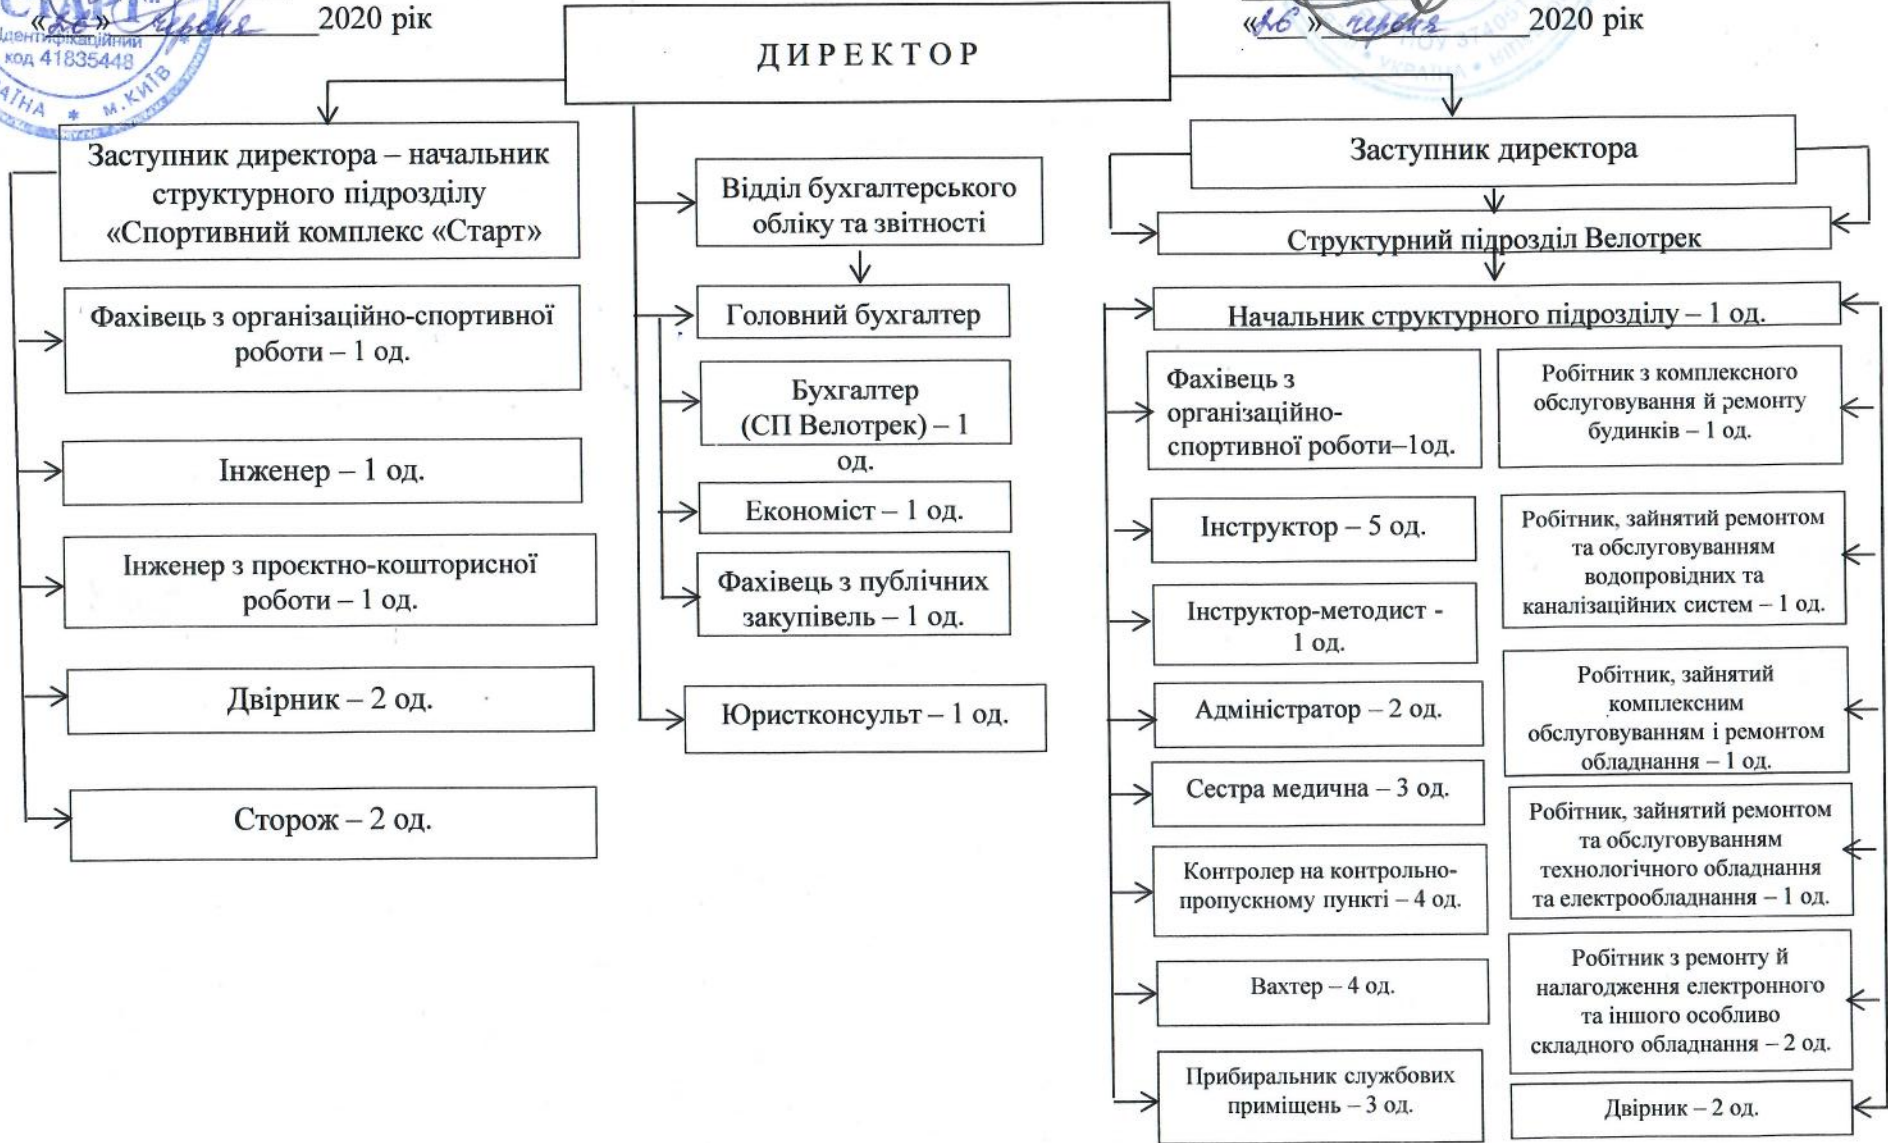 СТАРТ
Ідентифікаційний
код 41835448
м.КИЇВ
«26» червня 2020 рік
«26» червня 2020 рік
УКРАЇНА
ДИРЕКТОР
Заступник директора – начальник
структурного підрозділу
«Спортивний комплекс «Старт»
Фахівець з організаційно-спортивної
роботи – 1 од.
Інженер – 1 од.
Інженер з проєктно-кошторисної
роботи – 1 од.
Двірник – 2 од.
Сторож – 2 од.
Відділ бухгалтерського
обліку та звітності
Головний бухгалтер
Бухгалтер
(СП Велотрек) – 1
од.
Економіст – 1 од.
Фахівець з публічних
закупівель – 1 од.
Юристконсульт – 1 од.
Заступник директора
Структурний підрозділ Велотрек
Начальник структурного підрозділу – 1 од.
Фахівець з
організаційно-
спортивної роботи–1од.
Інструктор – 5 од.
Інструктор-методист -
1 од.
Адміністратор – 2 од.
Сестра медична – 3 од.
Контролер на контрольно-
пропускному пункті – 4 од.
Вахтер – 4 од.
Прибиральник службових
приміщень – 3 од.
Робітник з комплексного
обслуговування й ремонту
будинків – 1 од.
Робітник, зайнятий ремонтом
та обслуговуванням
водопровідних та
каналізаційних систем – 1 од.
Робітник, зайнятий
комплексним
обслуговуванням і ремонтом
обладнання – 1 од.
Робітник, зайнятий ремонтом
та обслуговуванням
технологічного обладнання
та електрообладнання – 1 од.
Робітник з ремонту й
налагодження електронного
та іншого особливо
складного обладнання – 2 од.
Двірник – 2 од.